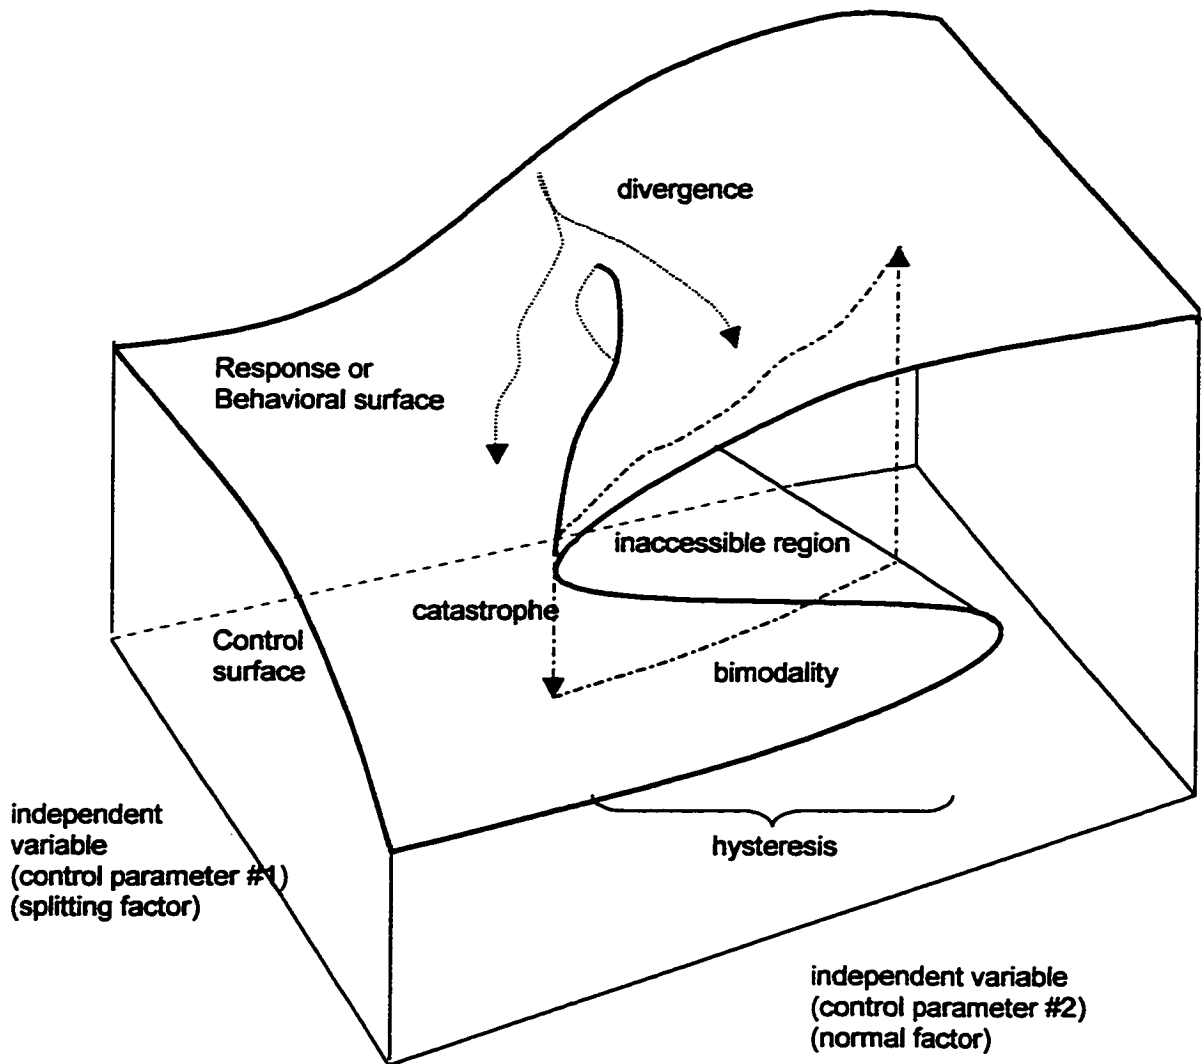 divergence
Response or
Behavioral surface
inaccessible region
catastrophe
Control
surface
bimodality
independent
variable
(control parameter #1)
(splitting factor)
hysteresis
independent variable
(control parameter #2)
(normal factor)